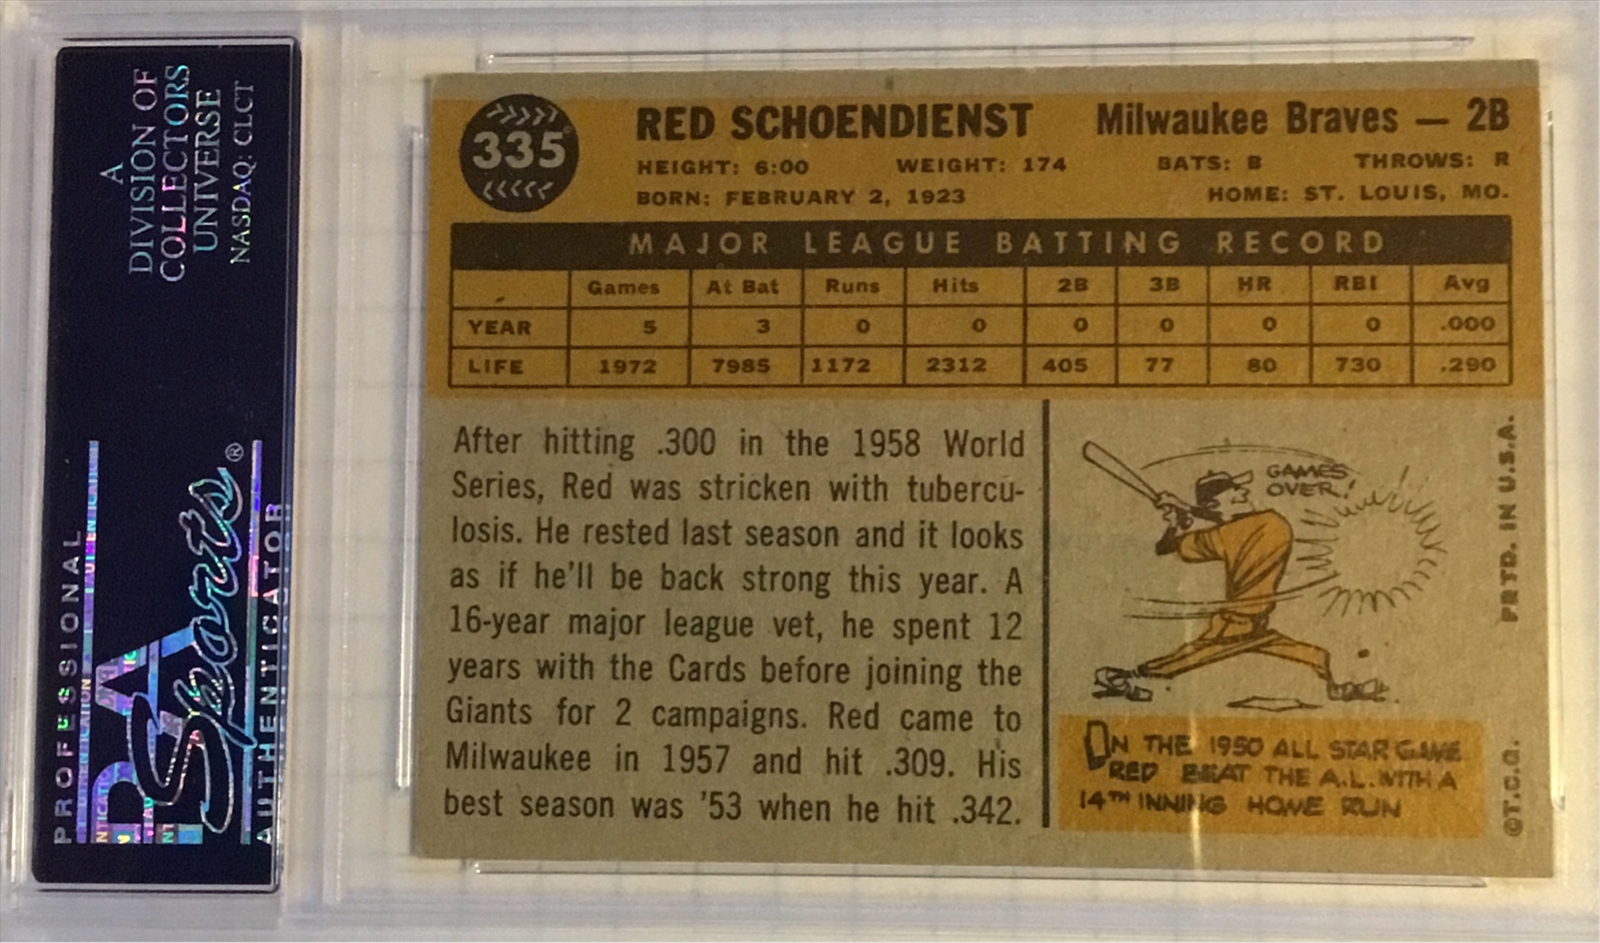 A
DIVISION OF
COLLECTORS
UNIVERSE
NASDAQ: CLCT
PROFESSIONAL
PSA
Sports®
AUTHENTICATOR
335
RED SCHOENDIENST Milwaukee Braves — 2B
HEIGHT: 6:00 WEIGHT: 174 BATS: B THROWS: R
BORN: FEBRUARY 2, 1923 HOME: ST. LOUIS, MO.
MAJOR LEAGUE BATTING RECORD
Games At Bat Runs Hits 2B 3B HR RBI Avg
YEAR 5 3 0 0 0 0 0 0 .000
LIFE 1972 7985 1172 2312 405 77 80 730 .290
After hitting .300 in the 1958 World
Series, Red was stricken with tubercu-
losis. He rested last season and it looks
as if he'll be back strong this year. A
16-year major league vet, he spent 12
years with the Cards before joining the
Giants for 2 campaigns. Red came to
Milwaukee in 1957 and hit .309. His
best season was '53 when he hit .342.
GAMES
OVER!
ON THE 1950 ALL STAR GAME
RED BEAT THE A.L. WITH A
14TH INNING HOME RUN
©T.C.G. PRTD. IN U.S.A.